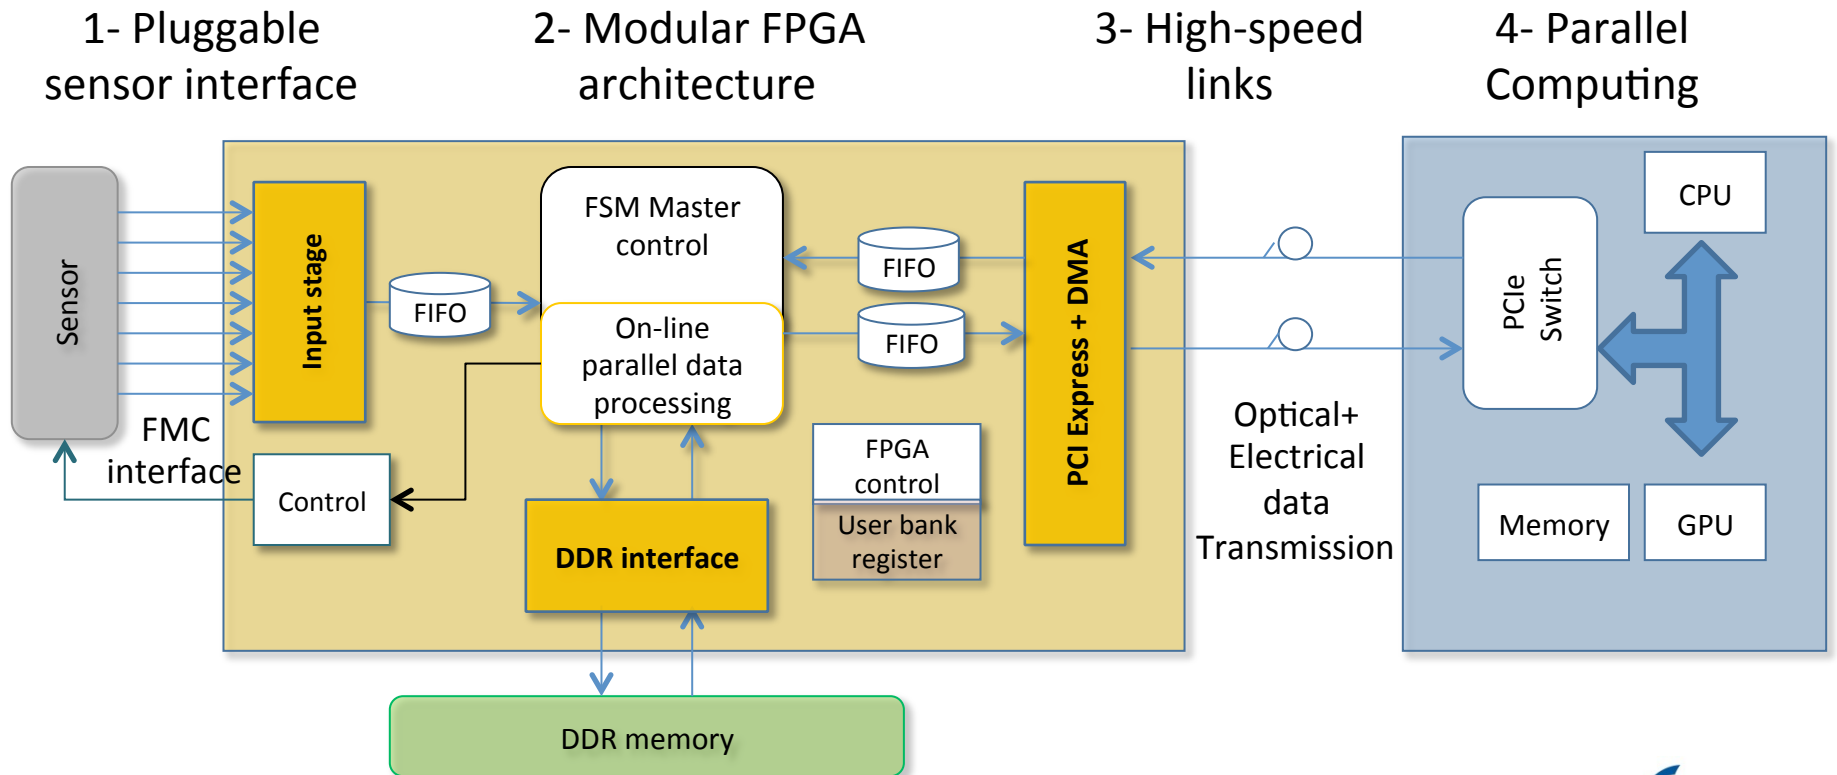 1- Pluggable
sensor interface
2- Modular FPGA
architecture
3- High-speed
links
4- Parallel
Computing
Sensor
Input stage
FIFO
FSM Master
control
On-line
parallel data
processing
FIFO
FIFO
PCI Express + DMA
PCIe
Switch
CPU
FMC
interface
Control
DDR interface
FPGA
control
User bank
register
Optical+
Electrical
data
Transmission
Memory
GPU
DDR memory